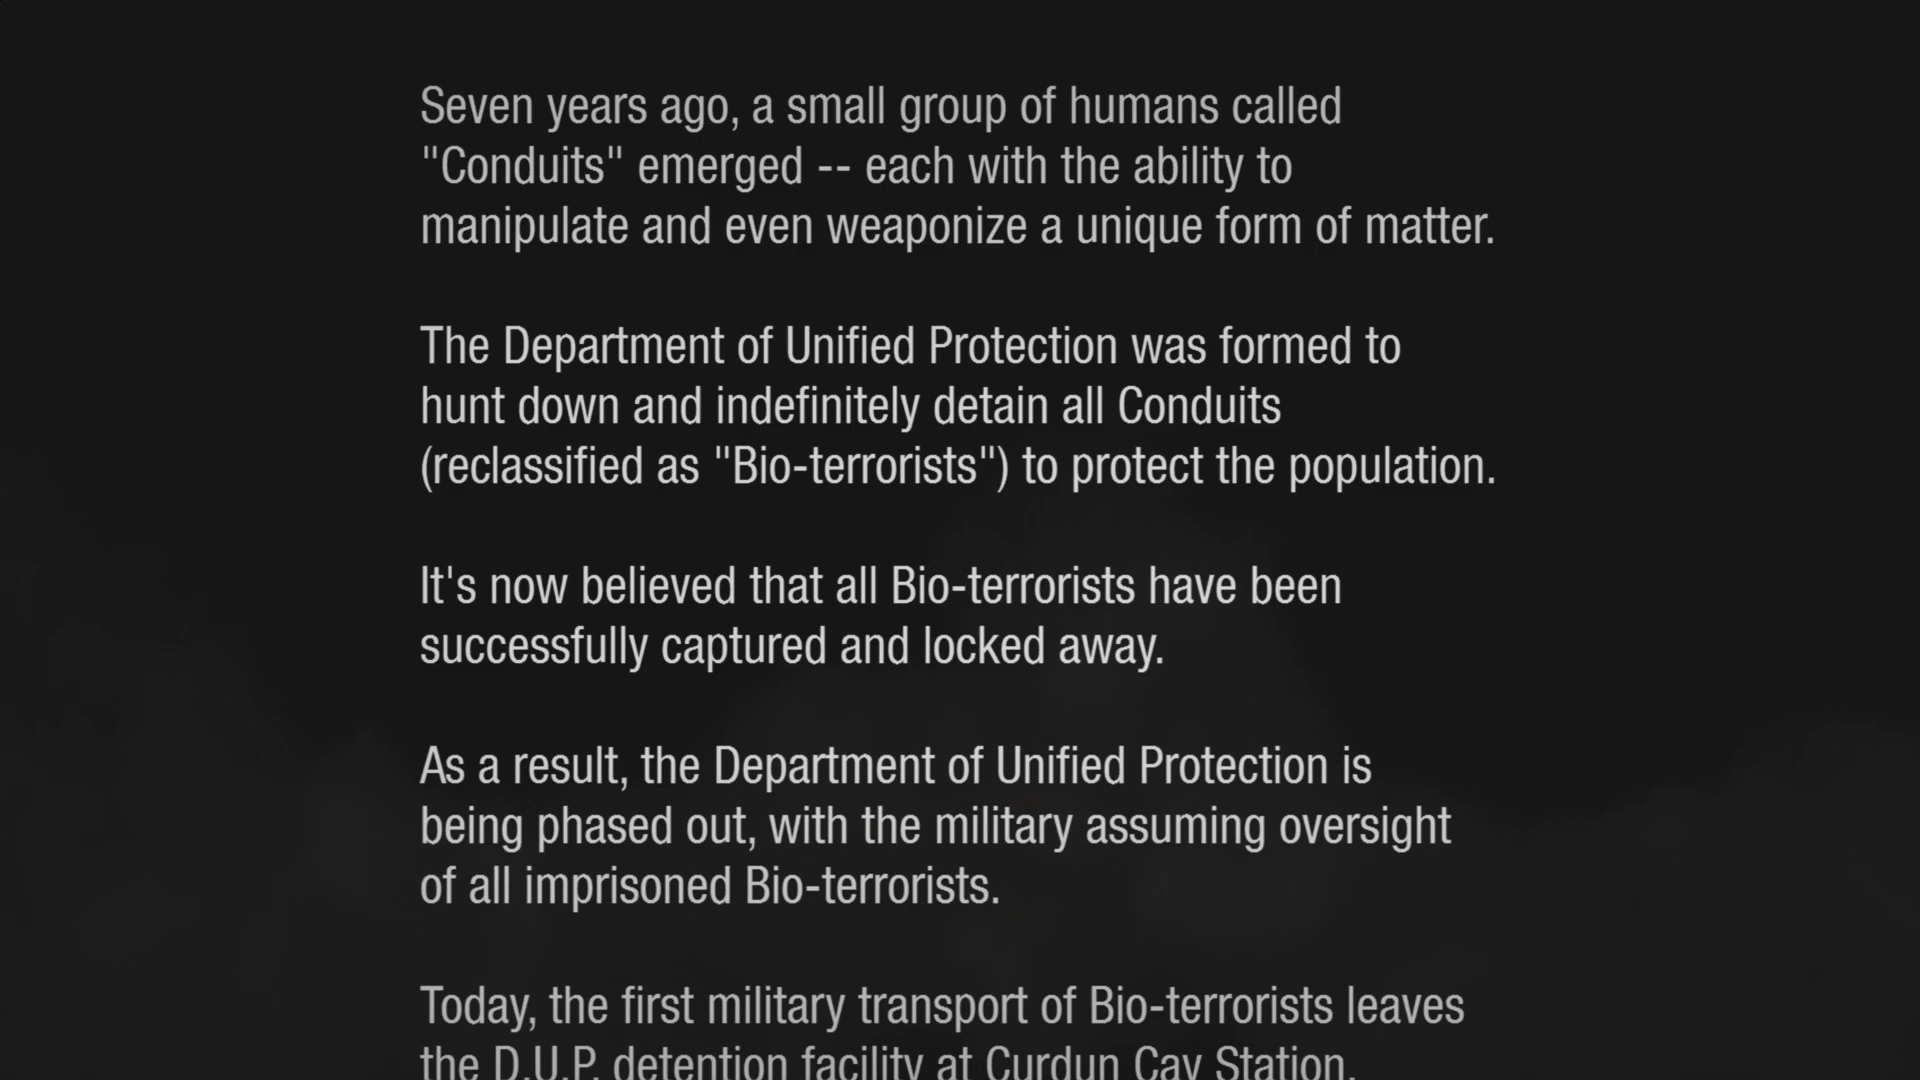 Seven years ago, a small group of humans called
"Conduits" emerged -- each with the ability to
manipulate and even weaponize a unique form of matter.
The Department of Unified Protection was formed to
hunt down and indefinitely detain all Conduits
(reclassified as "Bio-terrorists") to protect the population.
It's now believed that all Bio-terrorists have been
successfully captured and locked away.
As a result, the Department of Unified Protection is
being phased out, with the military assuming oversight
of all imprisoned Bio-terrorists.
Today, the first military transport of Bio-terrorists leaves
the D.U.P. detention facility at Curdun Cay Station.